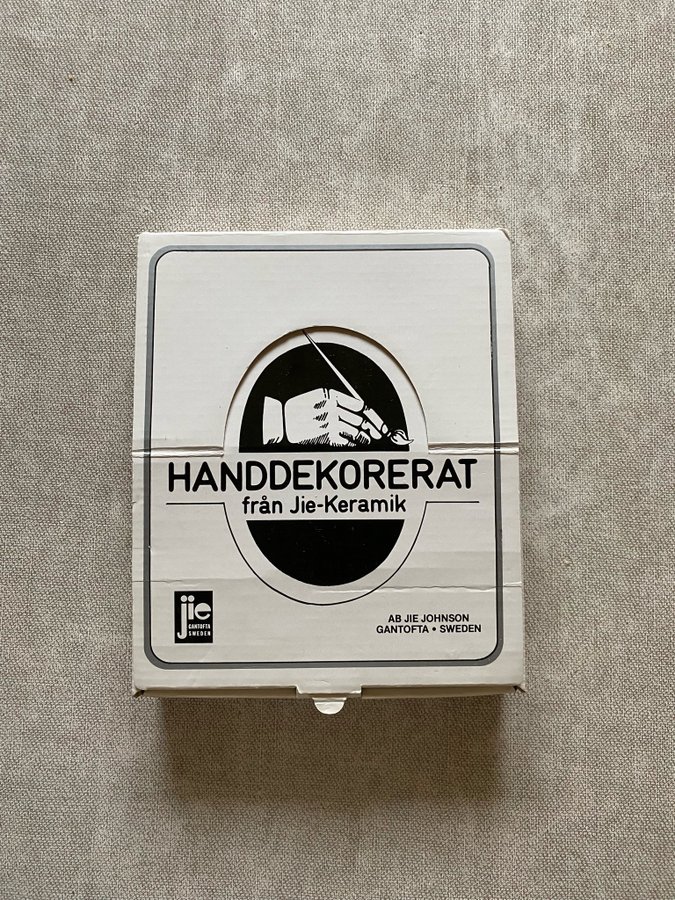 HANDDEKORERAT
från Jie-Keramik
jie
GANTOFTA
SWEDEN
AB JIE JOHNSON
GANTOFTA • SWEDEN